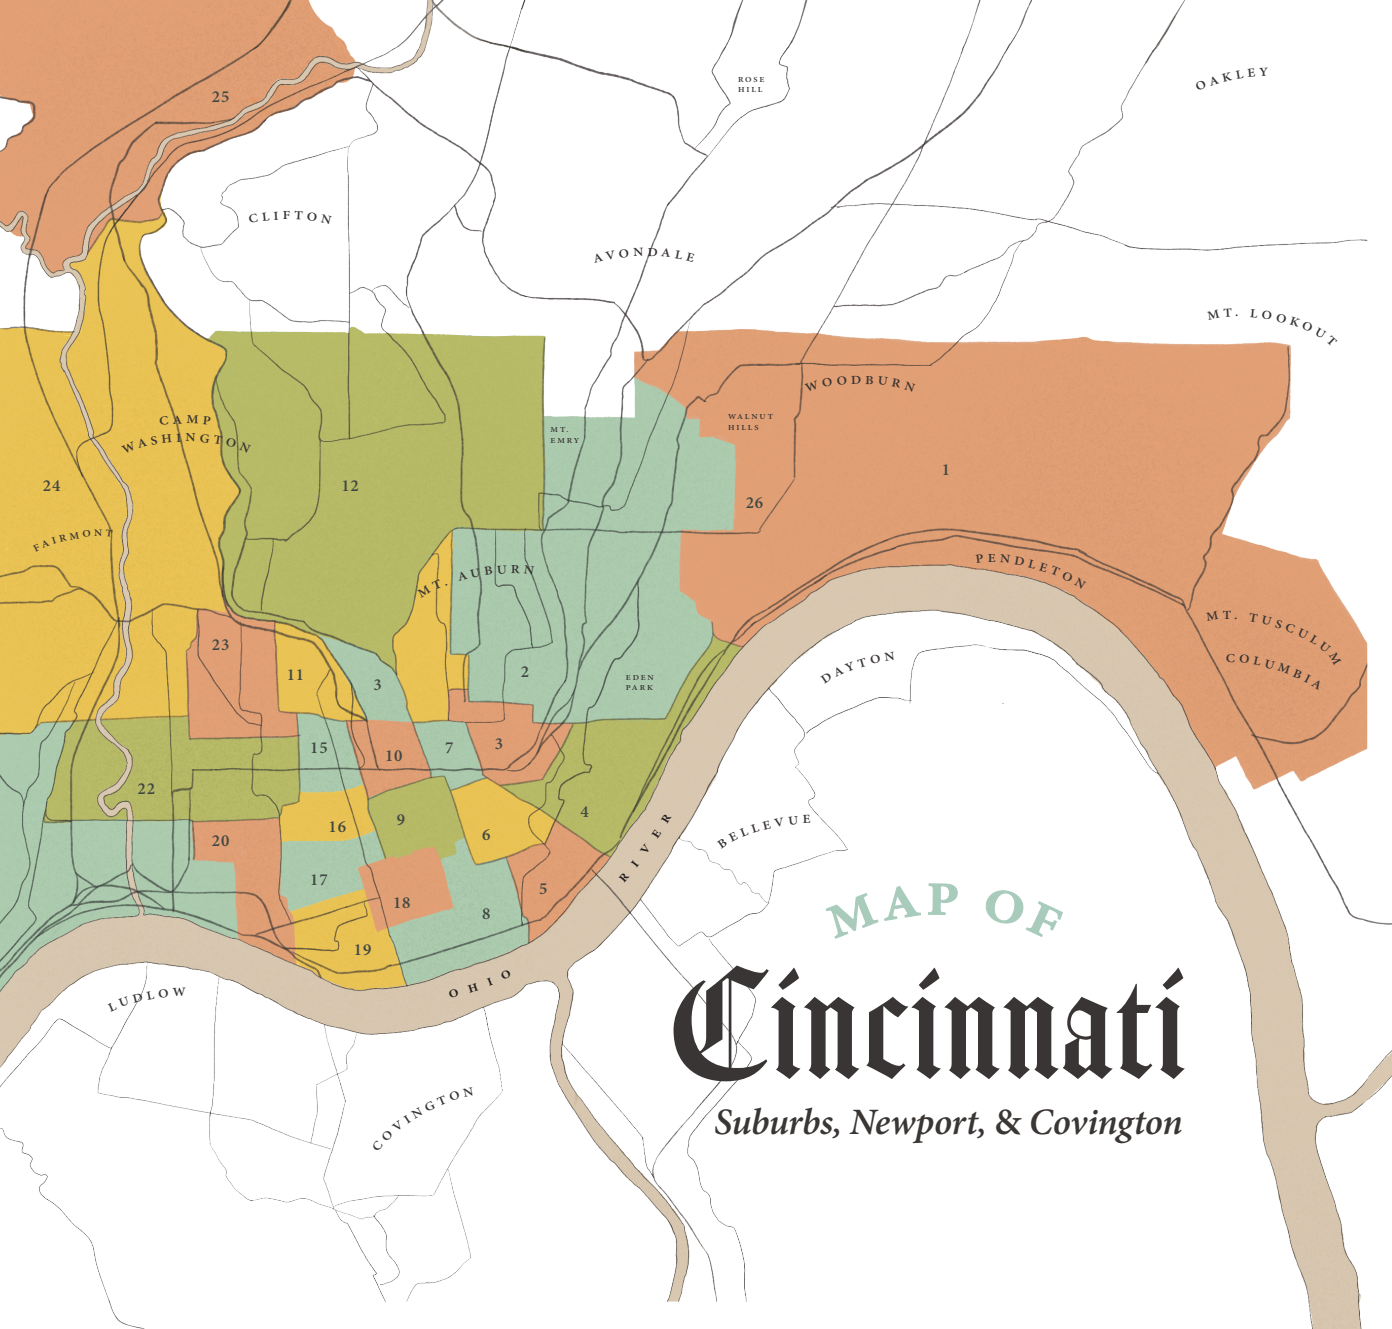 ROSE
HILL
OAKLEY
25
CLIFTON
AVONDALE
MT. LOOKOUT
WOODBURN
CAMP
WASHINGTON
WALNUT
HILLS
MT.
EMRY
1
24
12
26
FAIRMONT
PENDLETON
MT. AUBURN
MT. TUSCULUM
COLUMBIA
23
11
3
2
EDEN
PARK
DAYTON
15
10
7
3
22
16
9
6
4
20
BELLEVUE
RIVER
17
18
5
8
19
OHIO
LUDLOW
COVINGTON
MAP OF
Cincinnati
Suburbs, Newport, & Covington